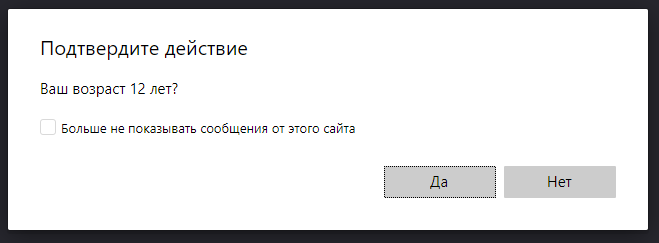 Подтвердите действие
Ваш возраст 12 лет?
Больше не показывать сообщения от этого сайта
Да
Нет